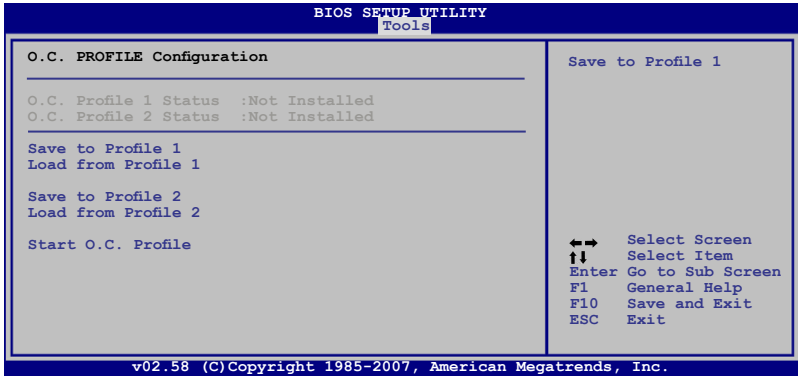 BIOS SETUP UTILITY
Tools
O.C. PROFILE Configuration
O.C. Profile 1 Status :Not Installed
O.C. Profile 2 Status :Not Installed
Save to Profile 1
Load from Profile 1
Save to Profile 2
Load from Profile 2
Start O.C. Profile
Save to Profile 1
←→ Select Screen
↑↓ Select Item
Enter Go to Sub Screen
F1 General Help
F10 Save and Exit
ESC Exit
v02.58 (C)Copyright 1985-2007, American Megatrends, Inc.